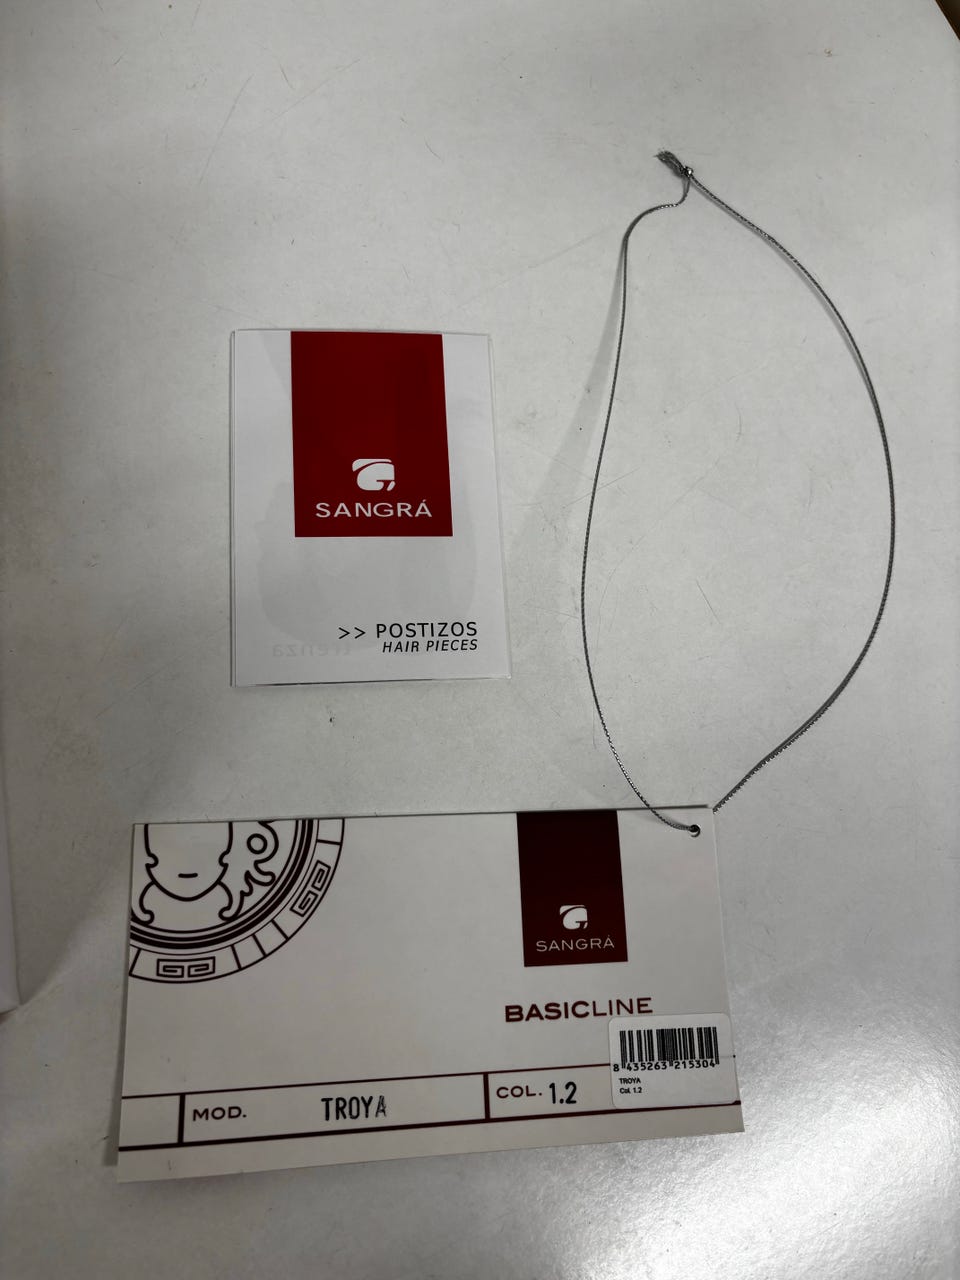 SANGRÁ
>> POSTIZOS
HAIR PIECES
SANGRÁ
BASICLINE
8 435263 215304
TROYA
Col. 1.2
MOD. TROYA COL. 1.2